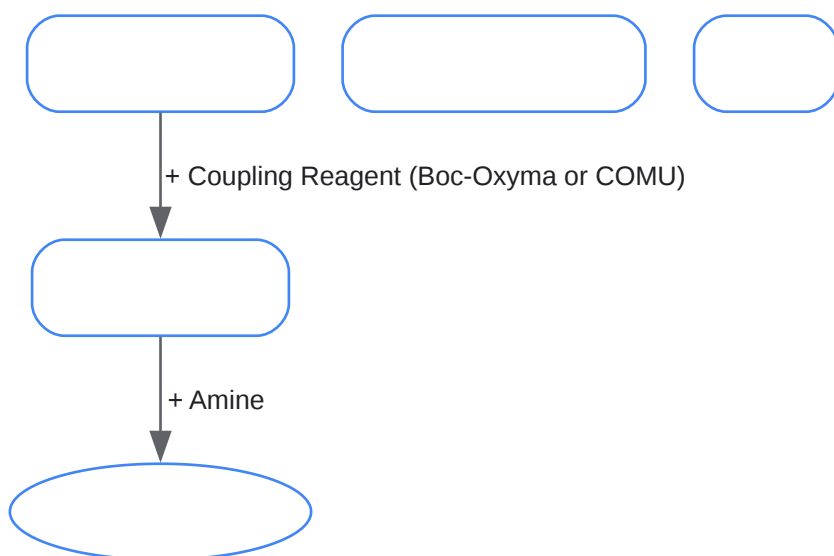 + Coupling Reagent (Boc-Oxyma or COMU)
+ Amine